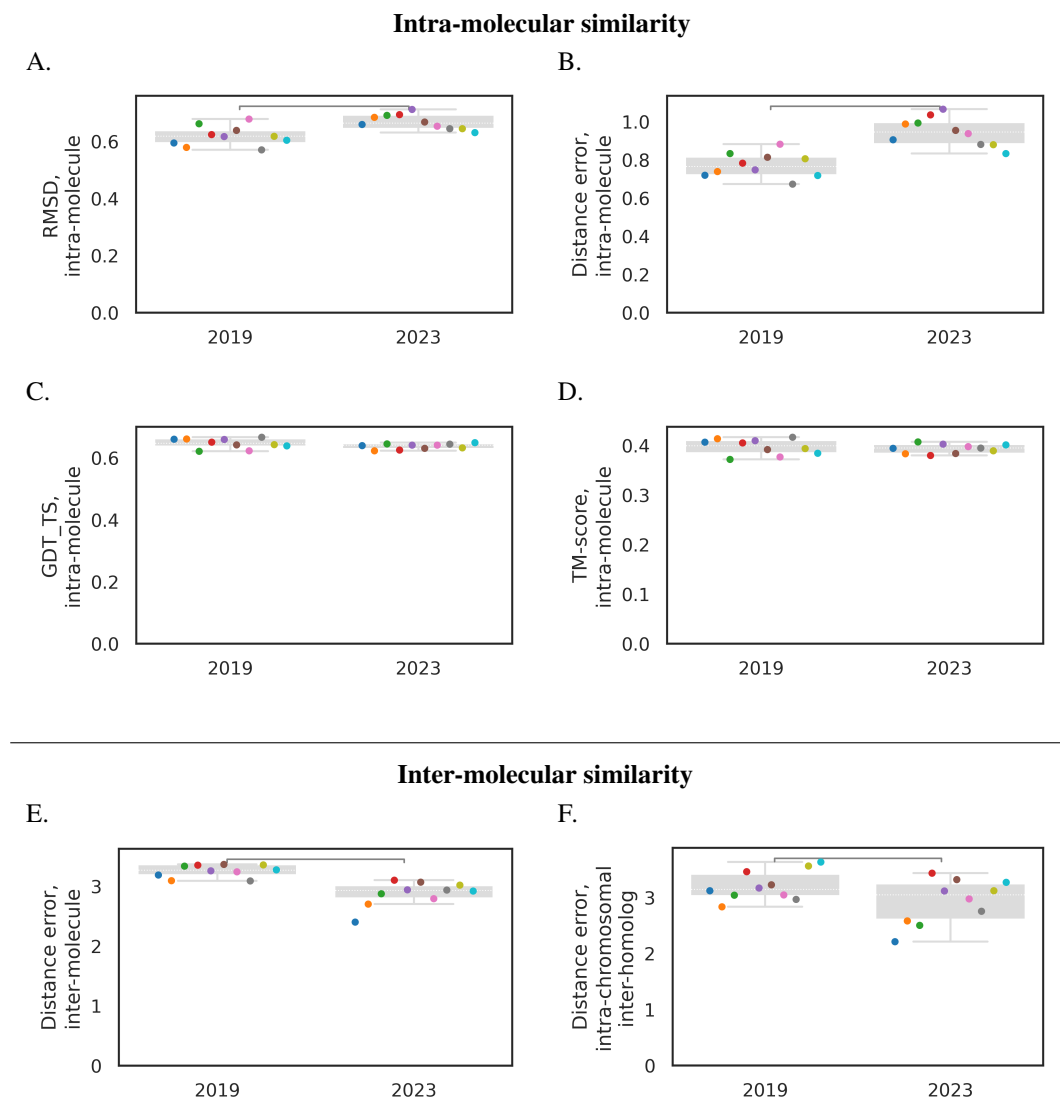 Intra-molecular similarity
A.
RMSD,
intra-molecule
0.6
0.4
0.2
0.0
2019
2023
B.
Distance error,
intra-molecule
1.0
0.8
0.6
0.4
0.2
0.0
2019
2023
C.
GDT_TS,
intra-molecule
0.6
0.4
0.2
0.0
2019
2023
D.
TM-score,
intra-molecule
0.4
0.3
0.2
0.1
0.0
2019
2023
Inter-molecular similarity
E.
Distance error,
inter-molecule
3
2
1
0
2019
2023
F.
Distance error,
intra-chromosomal
inter-homolog
3
2
1
0
2019
2023